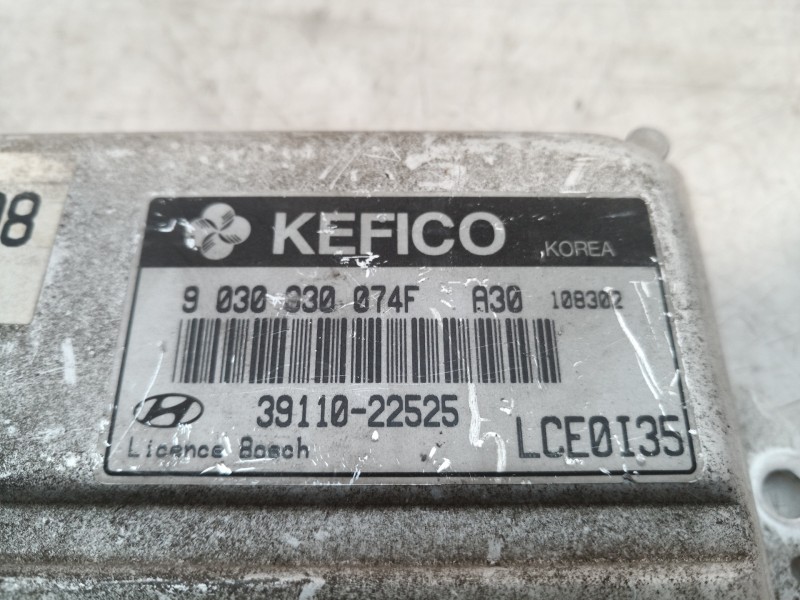 KEFICO KOREA
9 030 930 074F A30 108302
39110-22525
LCE0I35
Licence Bosch